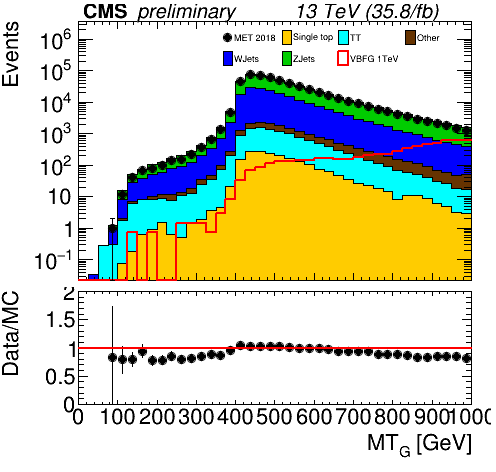 CMS preliminary 13 TeV (35.8/fb)
Events
MET 2018 Single top TT Other
WJets ZJets VBFG 1TeV
10⁶
10⁵
10⁴
10³
10²
10
1
10⁻¹
Data/MC
2
1.5
1
0.5
0
0 100 200 300 400 500 600 700 800 900 1000
MT_G [GeV]